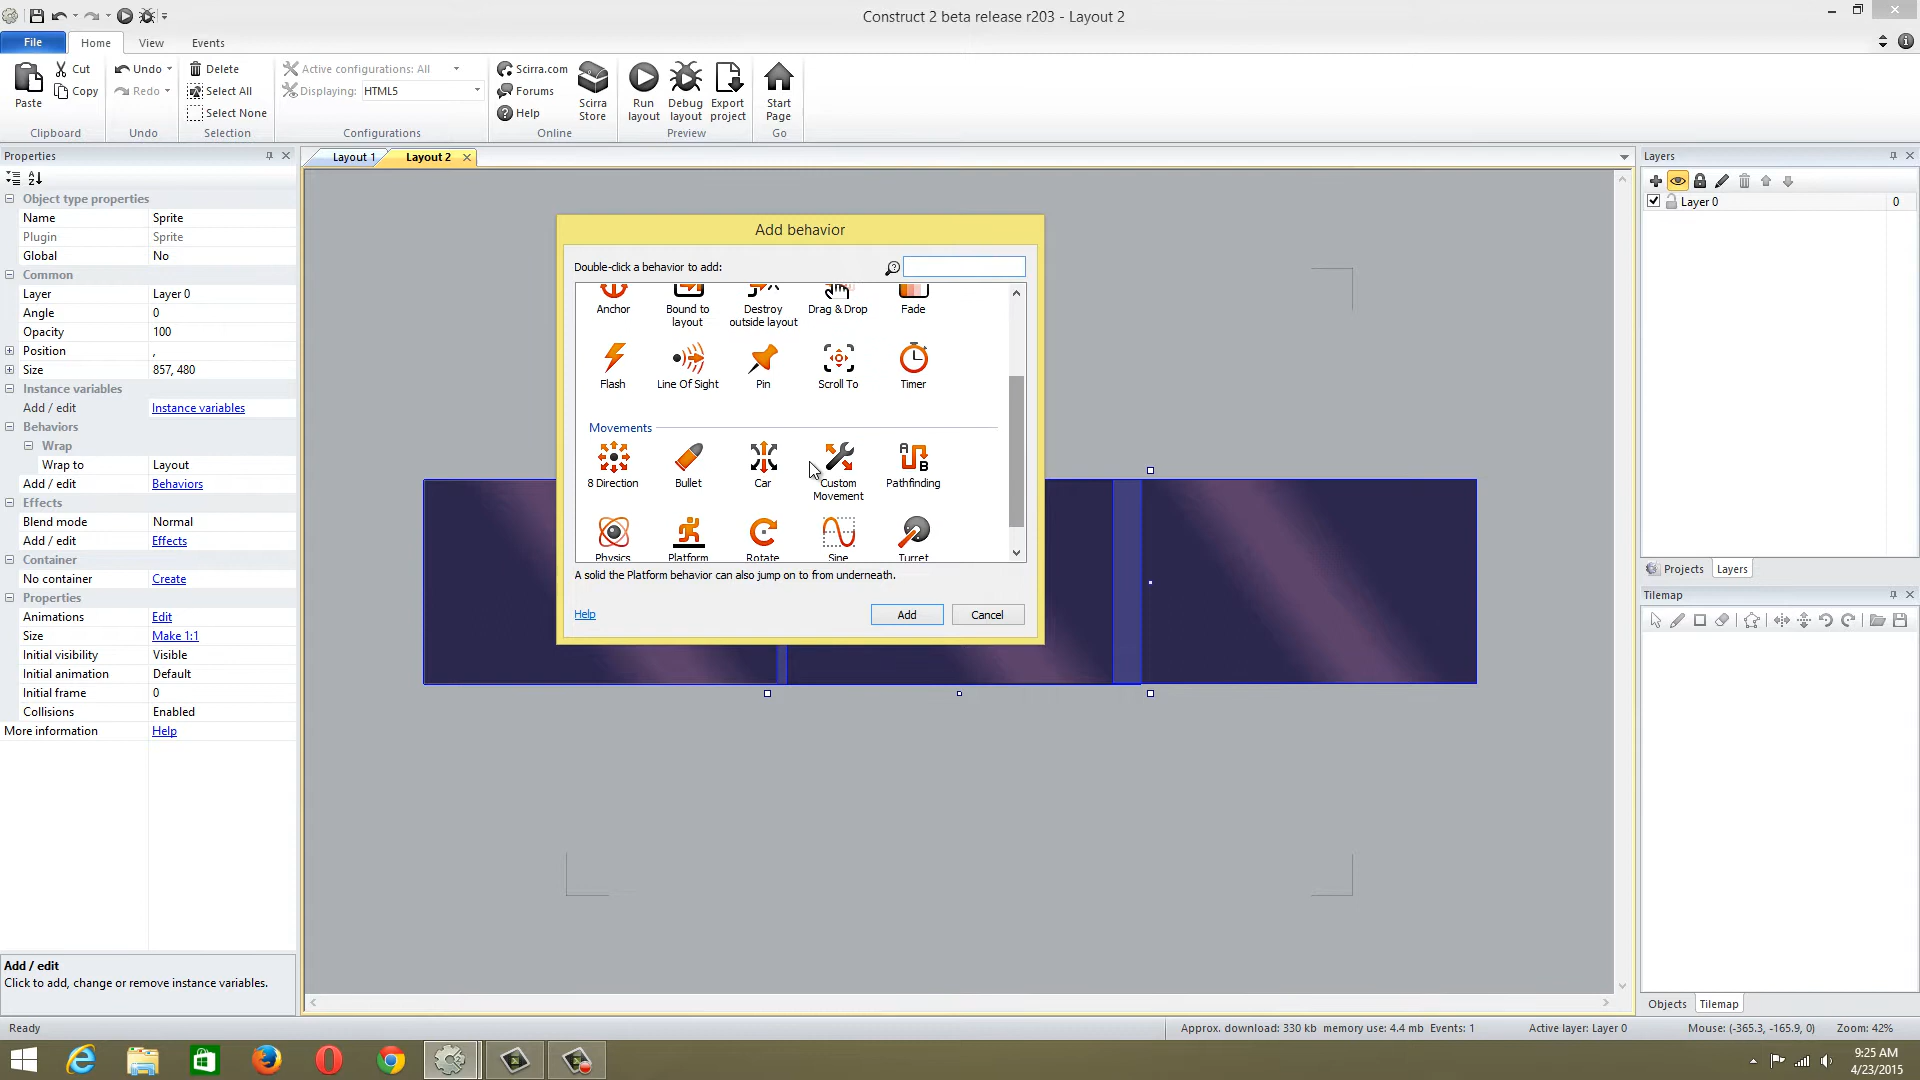 Construct 2 beta release r203 - Layout 2
File Home View Events
Paste Cut Copy
Clipboard
Undo
Redo
Undo
Delete
Select All
Select None
Selection
Active configurations: All
Displaying: HTML5
Configurations
Scirra.com
Forums
Help
Scirra Store
Online
Run layout
Debug layout
Export project
Preview
Start Page
Go
Properties
Object type properties
Name Sprite
Plugin Sprite
Global No
Common
Layer Layer 0
Angle 0
Opacity 100
Position ,
Size 857, 480
Instance variables
Add / edit Instance variables
Behaviors
Wrap
Wrap to Layout
Add / edit Behaviors
Effects
Blend mode Normal
Add / edit Effects
Container
No container Create
Properties
Animations Edit
Size Make 1:1
Initial visibility Visible
Initial animation Default
Initial frame 0
Collisions Enabled
More information Help
Add / edit
Click to add, change or remove instance variables.
Layout 1 Layout 2
Add behavior
Double-click a behavior to add:
Anchor
Bound to layout
Destroy outside layout
Drag & Drop
Fade
Flash
Line Of Sight
Pin
Scroll To
Timer
Movements
8 Direction
Bullet
Car
Custom Movement
Pathfinding
Physics
Platform
Rotate
Sine
Turret
A solid the Platform behavior can also jump on to from underneath.
Help Add Cancel
Layers
Layer 0 0
Projects Layers
Tilemap
Objects Tilemap
Ready
Approx. download: 330 kb memory use: 4.4 mb Events: 1
Active layer: Layer 0
Mouse: (-365.3, -165.9, 0)
Zoom: 42%
9:25 AM
4/23/2015